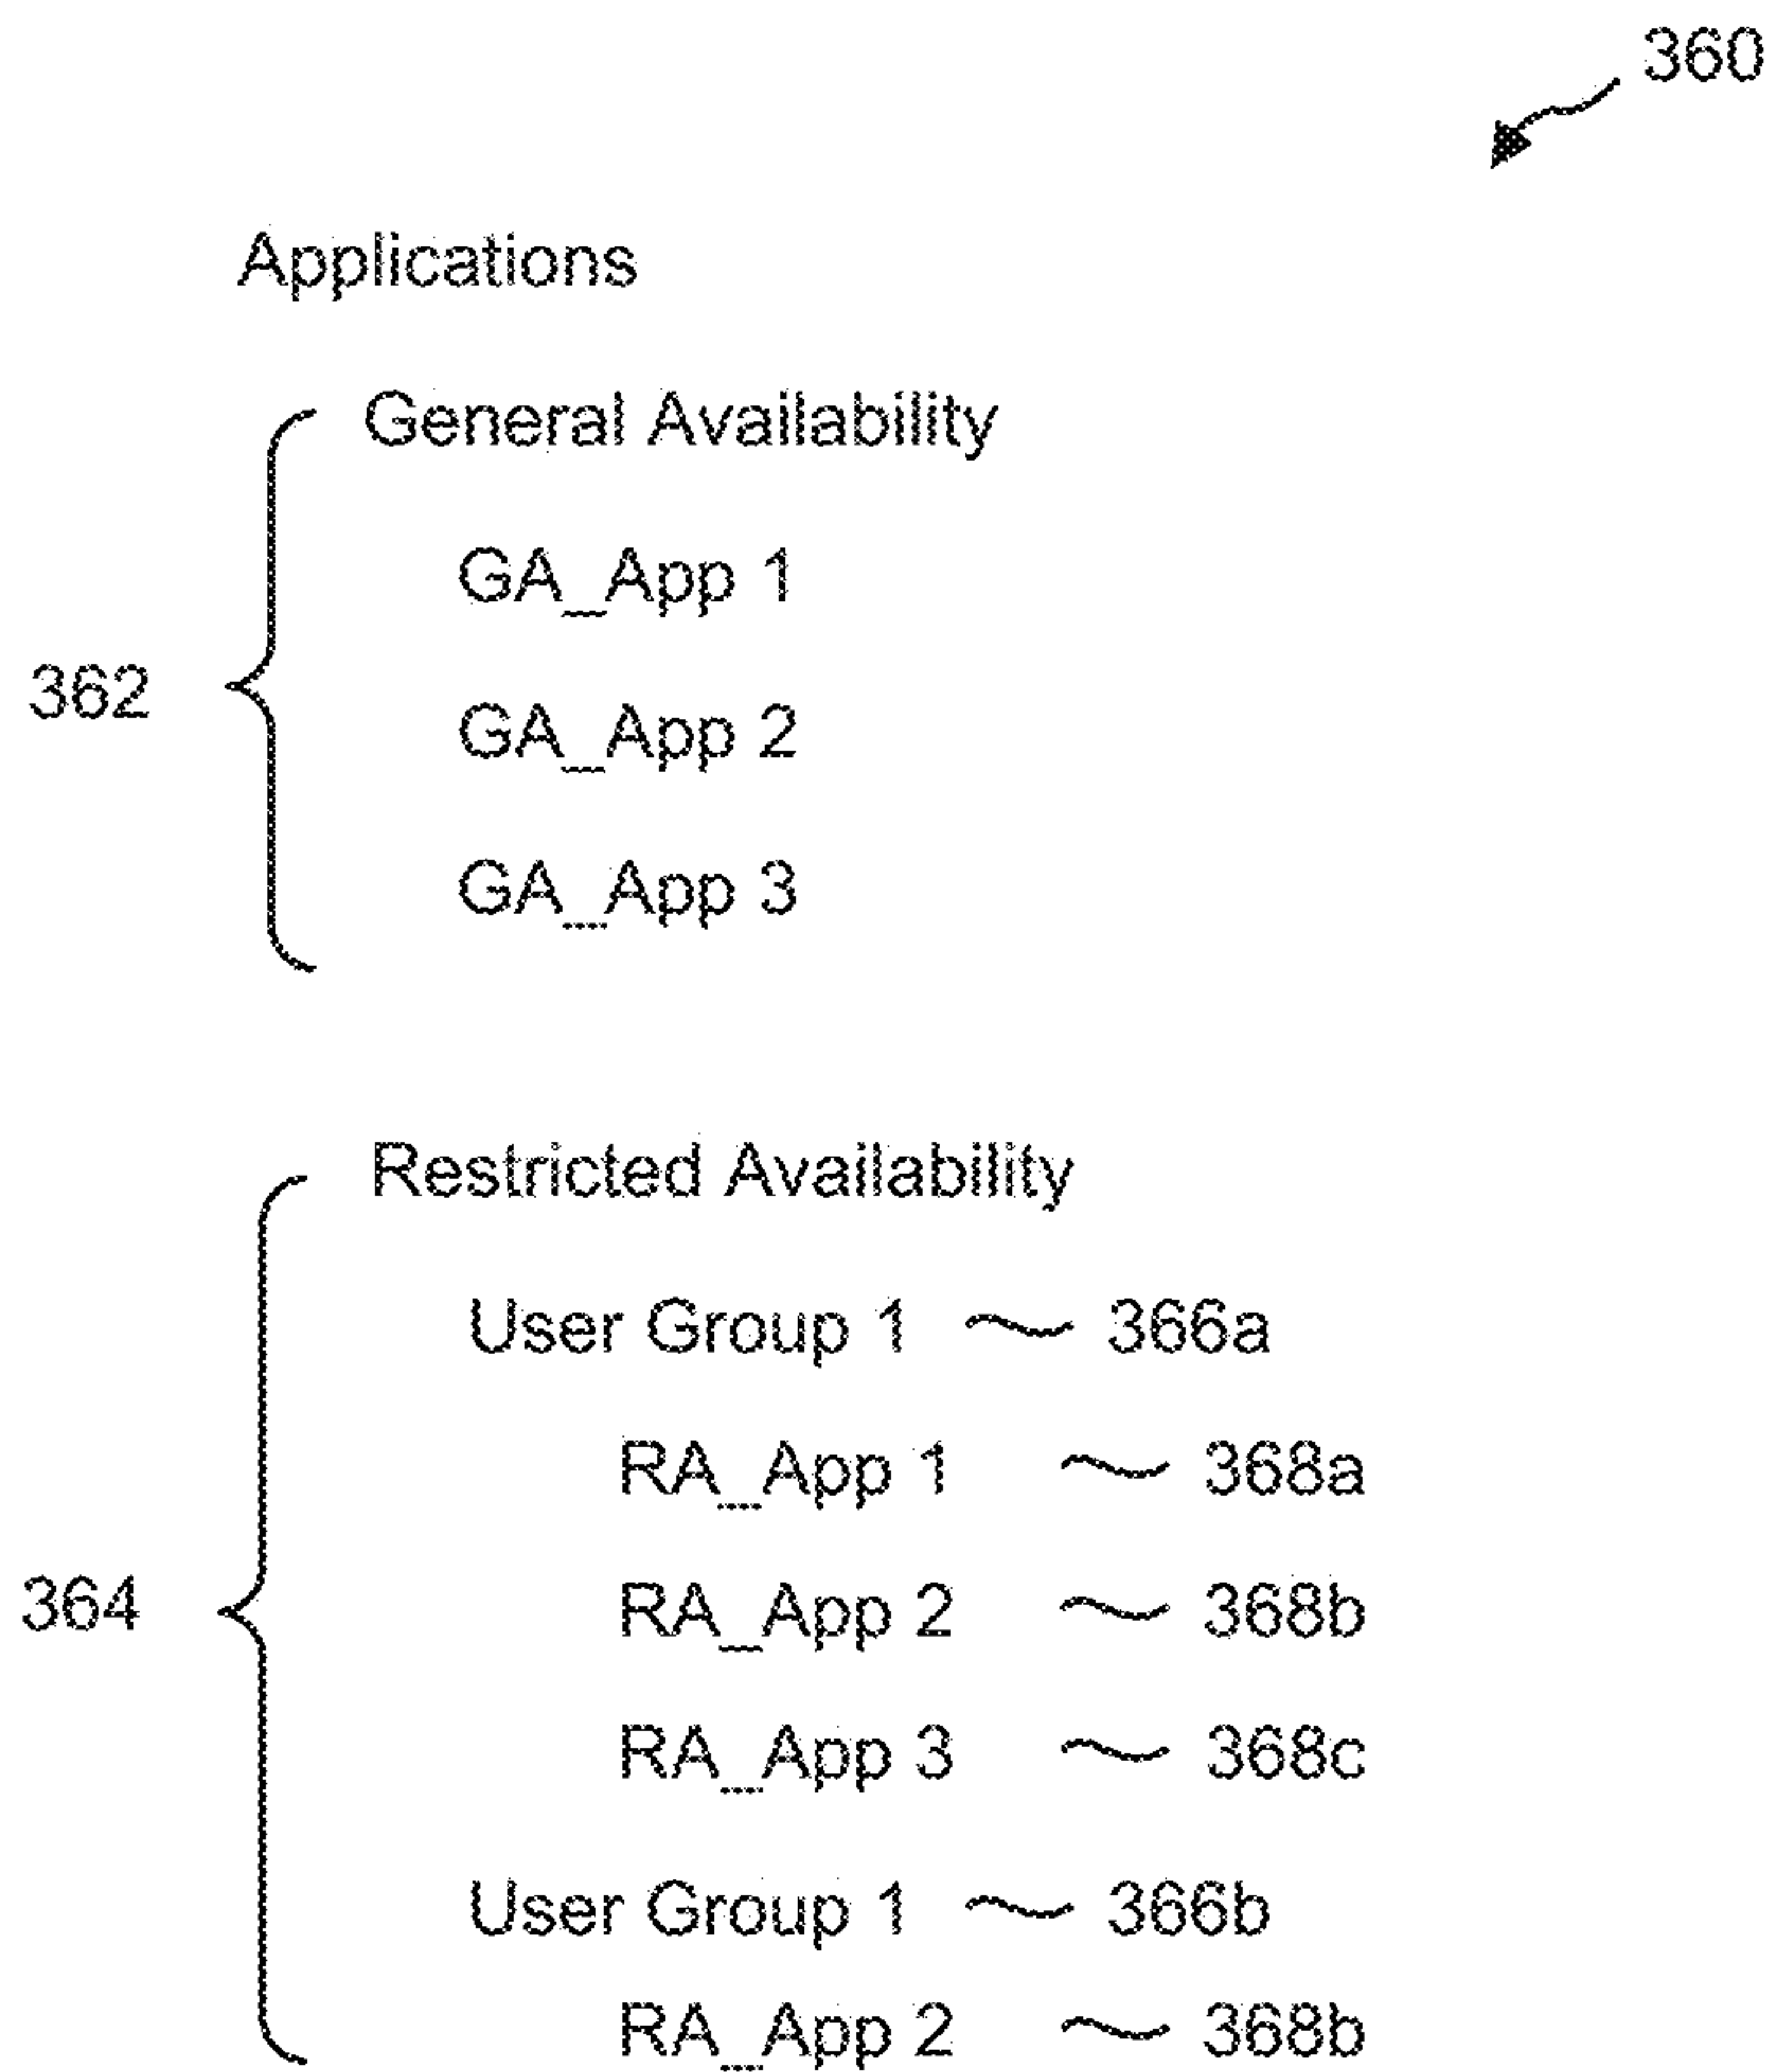 360
Applications
General Availability
GA_App 1
362
GA_App 2
GA_App 3
Restricted Availability
User Group 1 366a
RA_App 1 368a
364
RA_App 2 368b
RA_App 3 368c
User Group 1 366b
RA_App 2 368b